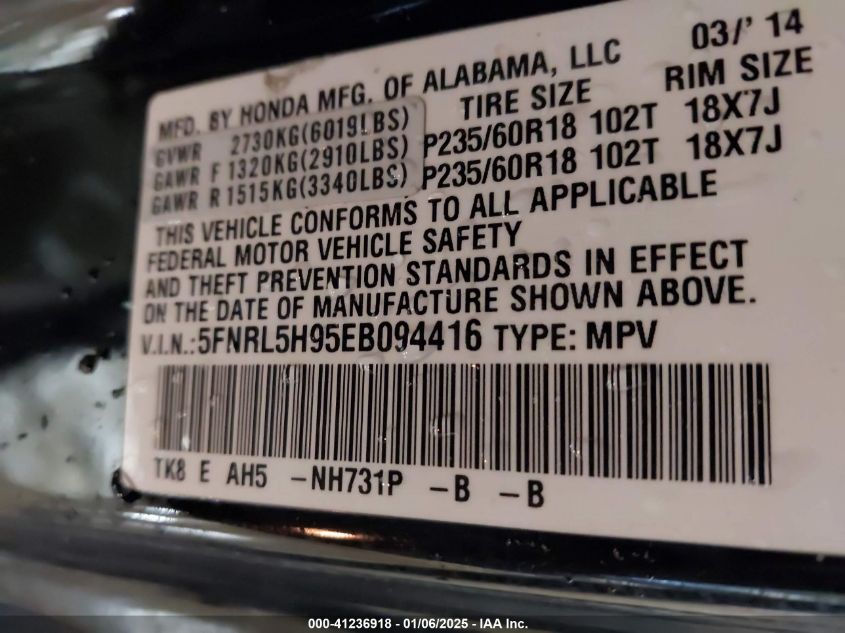 MFD. BY HONDA MFG. OF ALABAMA, LLC 03/' 14
GVWR 2730KG(6019LBS) TIRE SIZE RIM SIZE
GAWR F 1320KG(2910LBS) P235/60R18 102T 18X7J
GAWR R 1515KG(3340LBS) P235/60R18 102T 18X7J
THIS VEHICLE CONFORMS TO ALL APPLICABLE
FEDERAL MOTOR VEHICLE SAFETY
AND THEFT PREVENTION STANDARDS IN EFFECT
ON THE DATE OF MANUFACTURE SHOWN ABOVE.
V.I.N.:5FNRL5H95EB094416 TYPE: MPV
TK8 E AH5 -NH731P -B -B
000-41236918 - 01/06/2025 - IAA Inc.